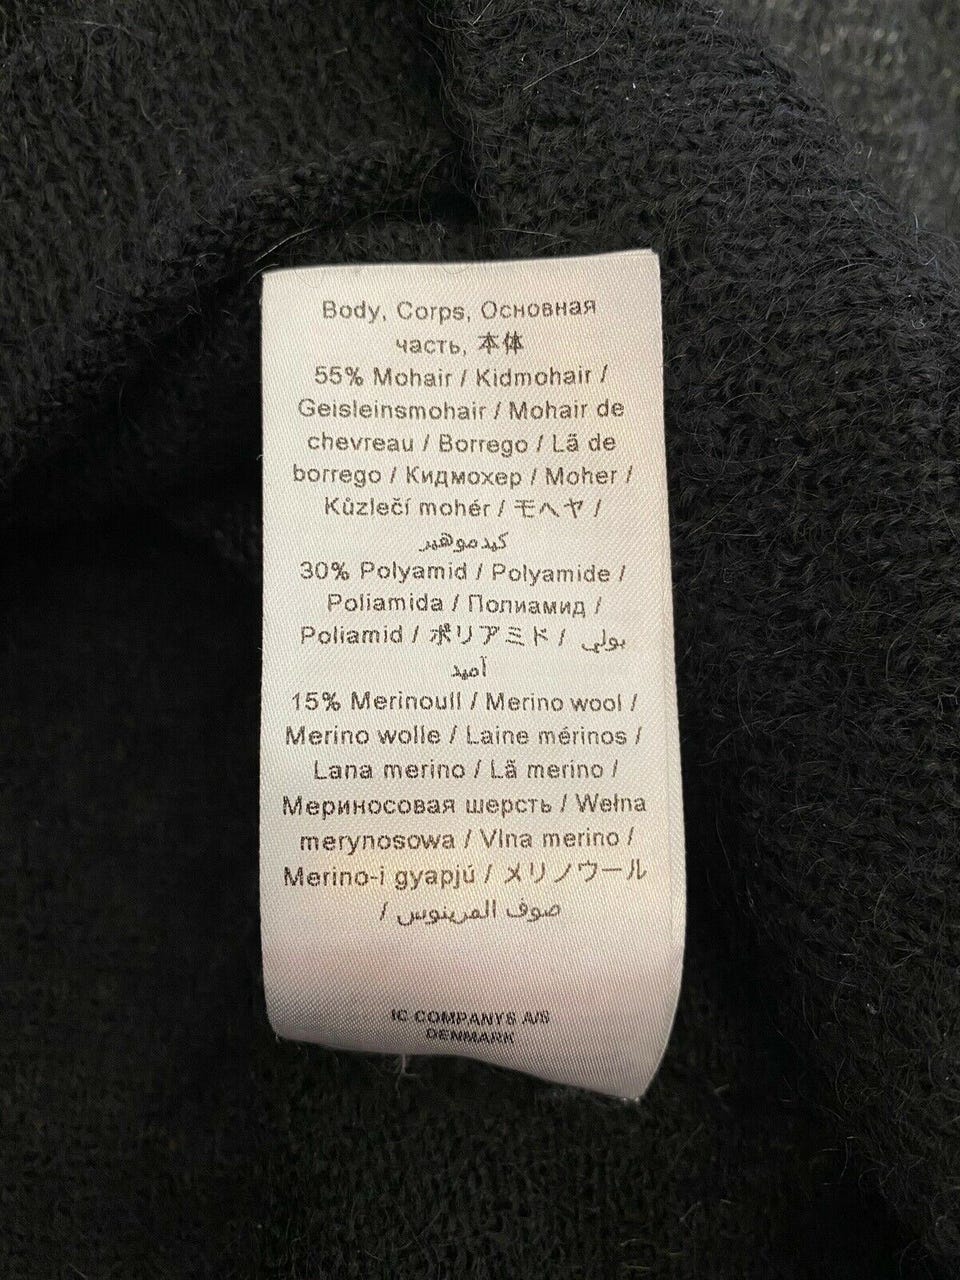 Body, Corps, Основная
часть, 本体
55% Mohair / Kidmohair /
Geisleinsmohair / Mohair de
chevreau / Borrego / Lã de
borrego / Кидмохер / Moher /
Kůzlečí mohér / モヘヤ /
كيدموهير
30% Polyamid / Polyamide /
Poliamida / Полиамид /
Poliamid / ポリアミド / بولي
آميد
15% Merinoull / Merino wool /
Merino wolle / Laine mérinos /
Lana merino / Lã merino /
Мериносовая шерсть / Wełna
merynosowa / Vlna merino /
Merino-i gyapjú / メリノウール
/ صوف المرينوس
IC COMPANYS A/S
DENMARK